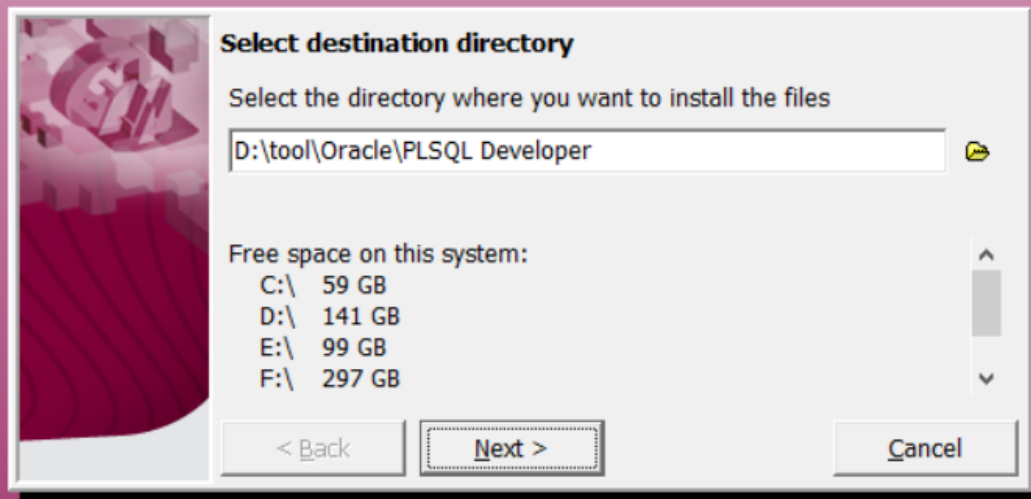 Select destination directory
Select the directory where you want to install the files
D:\tool\Oracle\PLSQL Developer
Free space on this system:
C:\ 59 GB
D:\ 141 GB
E:\ 99 GB
F:\ 297 GB
< Back Next > Cancel